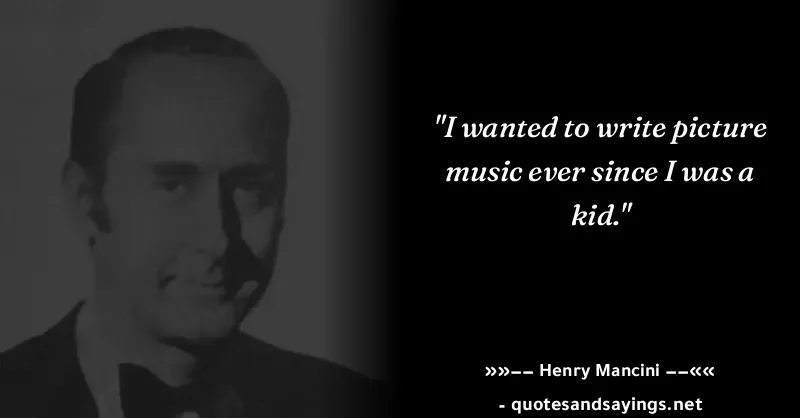 "I wanted to write picture
music ever since I was a
kid."
»»−− Henry Mancini −−««
- quotesandsayings.net